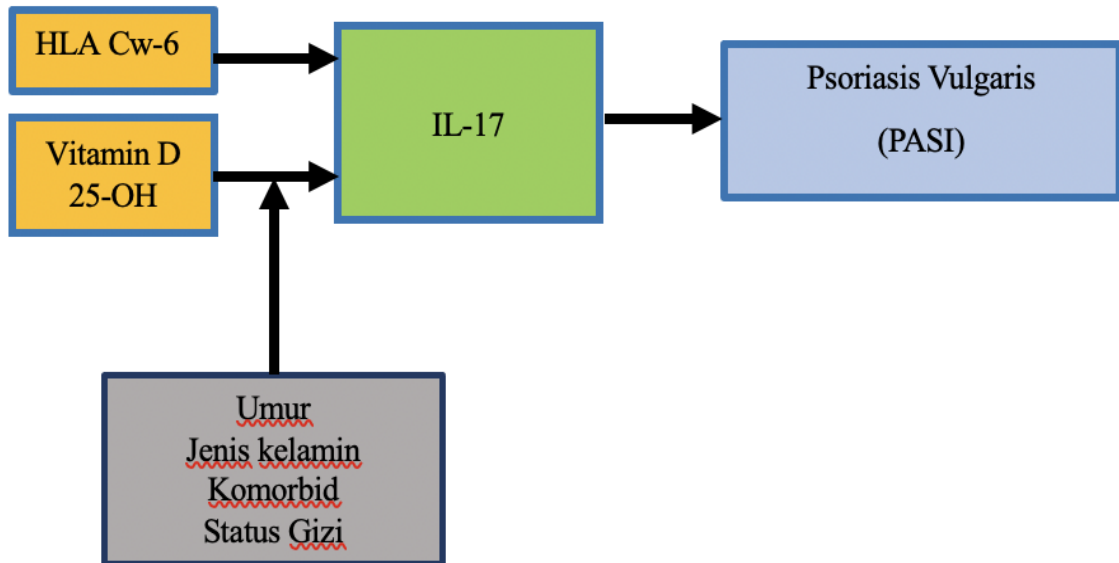 HLA Cw-6
Vitamin D
25-OH
IL-17
Psoriasis Vulgaris
(PASI)
Umur
Jenis kelamin
Komorbid
Status Gizi